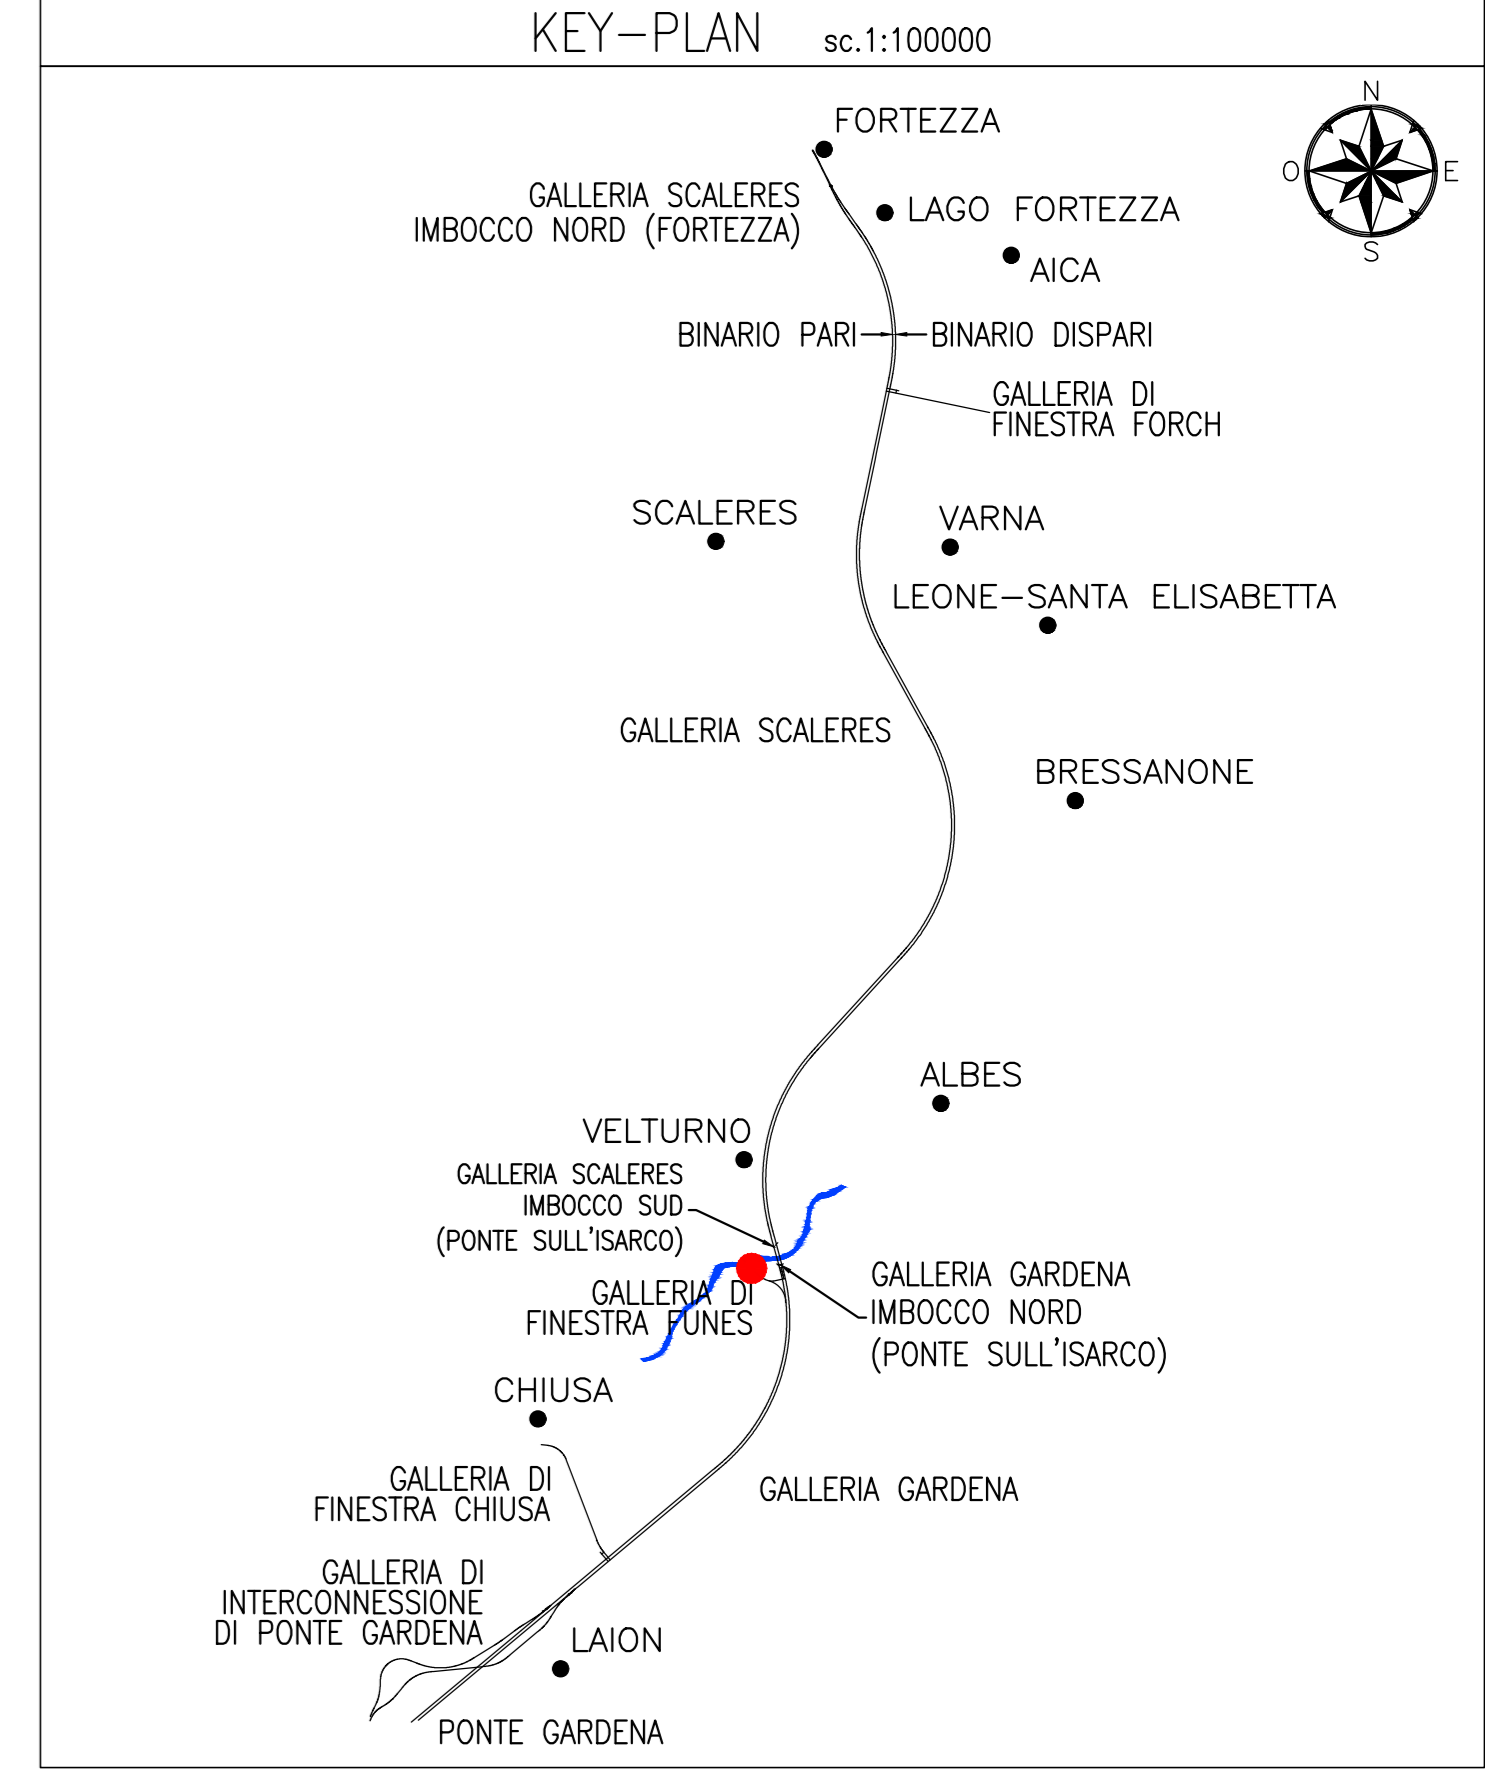 KEY-PLAN sc.1:100000
N
O
E
S
FORTEZZA
GALLERIA SCALERES
IMBOCCO NORD (FORTEZZA)
LAGO FORTEZZA
AICA
BINARIO PARI
BINARIO DISPARI
GALLERIA DI
FINESTRA FORCH
SCALERES
VARNA
LEONE-SANTA ELISABETTA
GALLERIA SCALERES
BRESSANONE
ALBES
VELTURNO
GALLERIA SCALERES
IMBOCCO SUD
(PONTE SULL'ISARCO)
GALLERIA DI
FINESTRA FUNES
GALLERIA GARDENA
IMBOCCO NORD
(PONTE SULL'ISARCO)
CHIUSA
GALLERIA DI
FINESTRA CHIUSA
GALLERIA GARDENA
GALLERIA DI
INTERCONNESSIONE
DI PONTE GARDENA
LAION
PONTE GARDENA